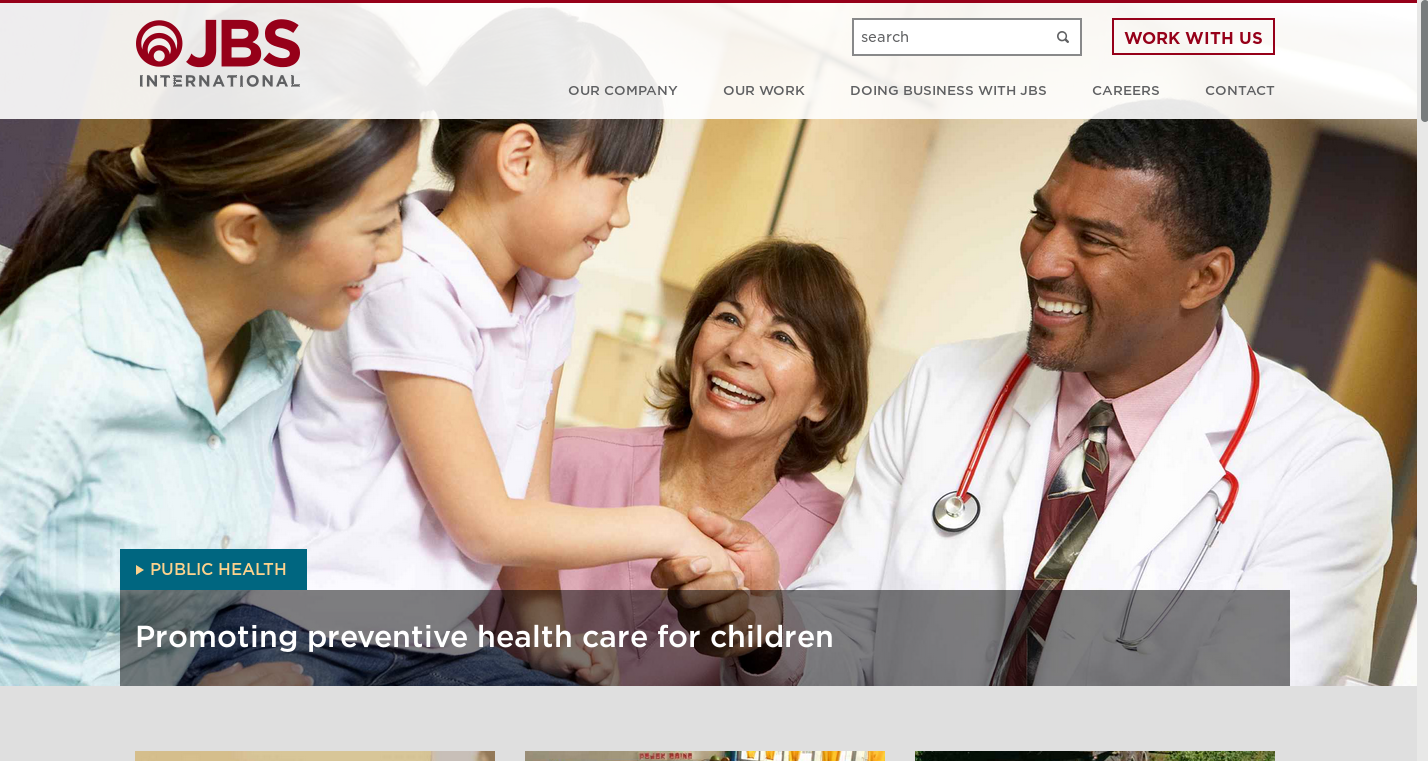 JBS
INTERNATIONAL
search
WORK WITH US
OUR COMPANY
OUR WORK
DOING BUSINESS WITH JBS
CAREERS
CONTACT
PUBLIC HEALTH
Promoting preventive health care for children